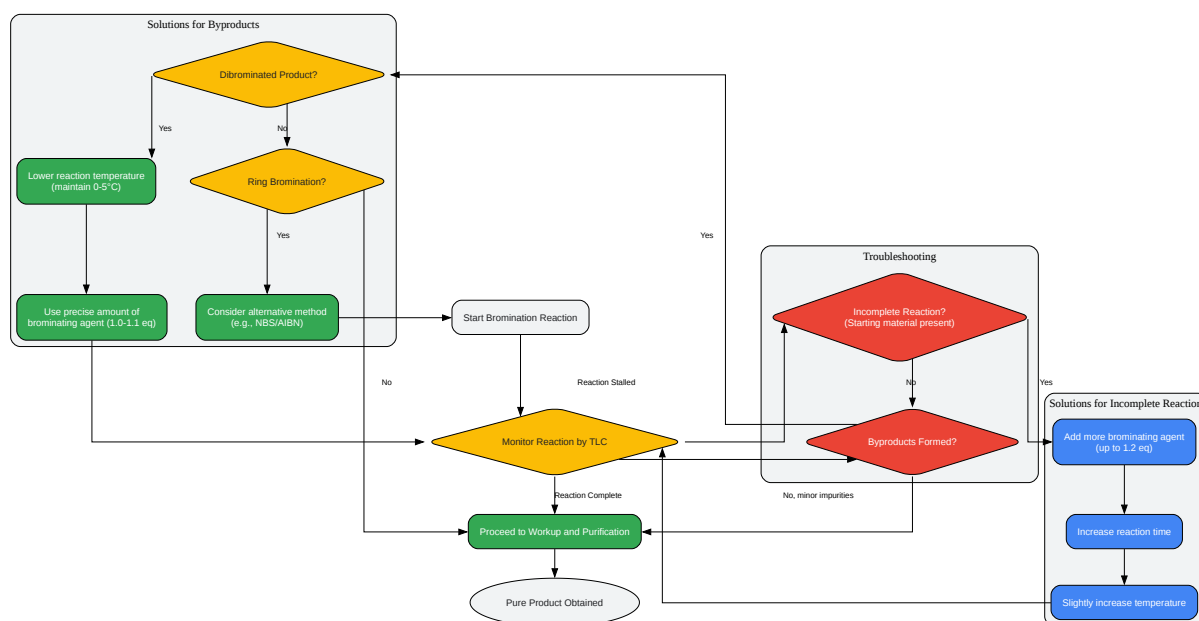 Solutions for Byproducts
Dibrominated Product?
Yes
No
Lower reaction temperature
(maintain 0-5°C)
Ring Bromination?
Yes
Yes
Troubleshooting
Use precise amount of
brominating agent (1.0-1.1 eq)
Consider alternative method
(e.g., NBS/AIBN)
Start Bromination Reaction
Incomplete Reaction?
(Starting material present)
No
Reaction Stalled
No
Yes
Solutions for Incomplete Reaction
Monitor Reaction by TLC
Byproducts Formed?
Add more brominating agent
(up to 1.2 eq)
Reaction Complete
No, minor impurities
Proceed to Workup and Purification
Increase reaction time
Pure Product Obtained
Slightly increase temperature